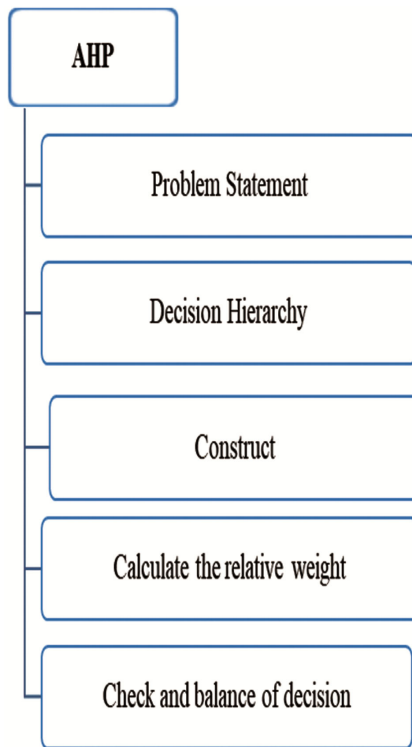 AHP
Problem Statement
Decision Hierarchy
Construct
Calculate the relative weight
Check and balance of decision